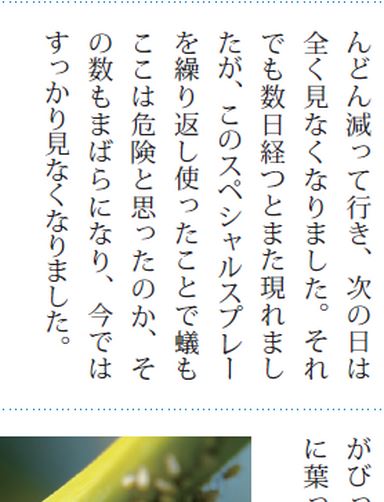 んどん減って行き、次の日は
全く見なくなりました。それ
でも数日経つとまた現れまし
たが、このスペシャルスプレー
を繰り返し使ったことで蟻も
ここは危険と思ったのか、そ
の数もまばらになり、今では
すっかり見なくなりました。
がびっ
に葉っ